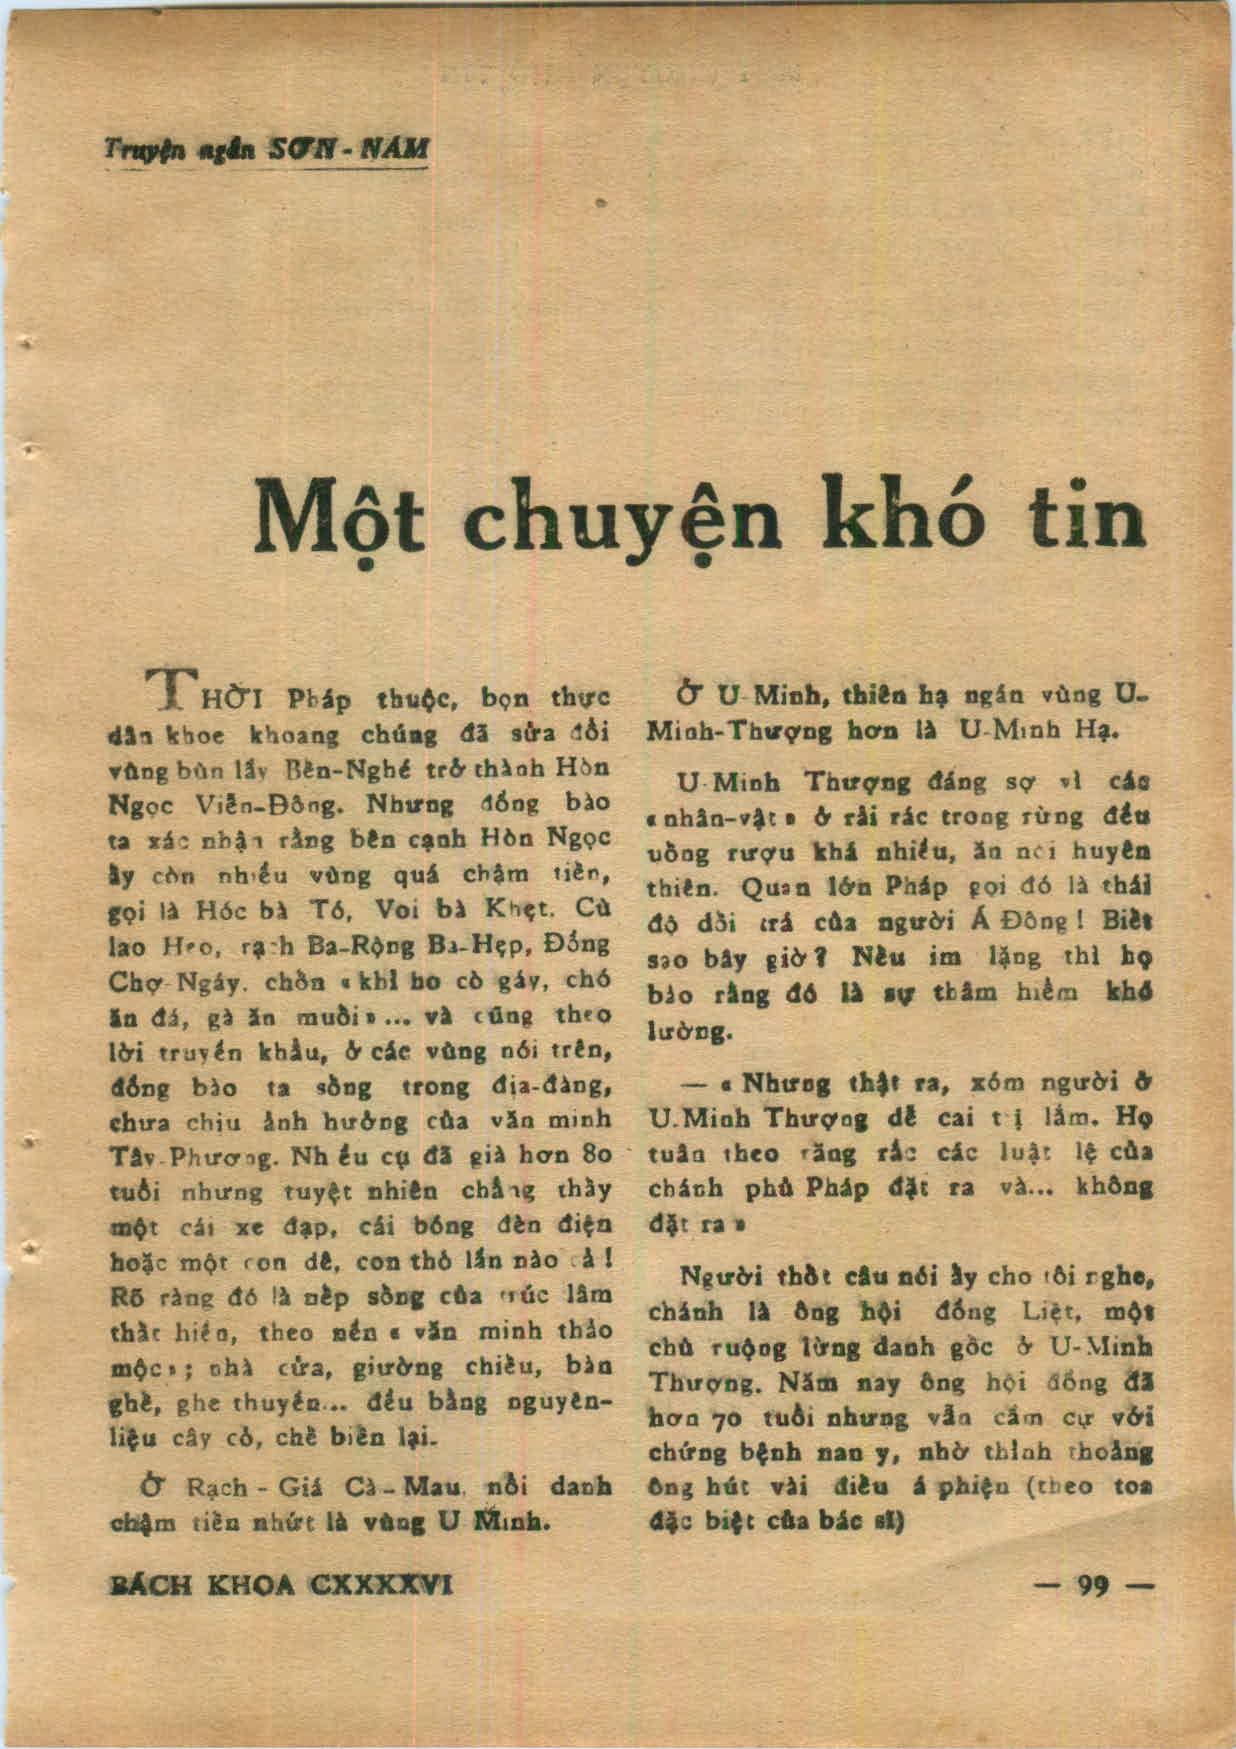 Truyện ngắn SƠN-NAM
Một chuyện khó tin
THỜI Pháp thuộc, bọn thực
dân khoe khoang chúng đã sửa đổi
vùng bùn lầy Bến-Nghé trở thành Hòn
Ngọc Viễn-Đông. Nhưng đồng bào
ta xác nhận rằng bên cạnh Hòn Ngọc
ấy còn nhiều vùng quá chậm tiến,
gọi là Hóc bà Tó, Voi bà Khẹt. Cù
lao Heo, rạch Ba-Rộng Ba-Hẹp, Đồng
Chợ-Ngáy. chốn « khỉ ho cò gáy, chó
ăn đá, gà ăn muối » ... và cũng theo
lời truyền khẩu, ở các vùng nói trên,
đồng bào ta sống trong địa-đàng,
chưa chịu ảnh hưởng của văn minh
Tây-Phương. Nhiều cụ đã già hơn 80
tuổi nhưng tuyệt nhiên chẳng thấy
một cái xe đạp, cái bóng đèn điện
hoặc một con dê, con thỏ lần nào cả !
Rõ ràng đó là nếp sống của trúc lâm
thất hiền, theo nền « văn minh thảo
mộc » ; nhà cửa, giường chiếu, bàn
ghế, ghe thuyền... đều bằng nguyên-
liệu cây cỏ, chế biến lại.
Ở Rạch - Giá Cà - Mau. nổi danh
chậm tiến nhứt là vùng U Minh.
Ở U-Minh, thiên hạ ngán vùng U-
Minh-Thượng hơn là U-Minh Hạ.
U-Minh Thượng đáng sợ vì các
« nhân-vật » ở rải rác trong rừng đều
uống rượu khá nhiều, ăn nói huyên
thiên. Quan lớn Pháp gọi đó là thái
độ dối trá của người Á Đông ! Biết
sao bây giờ ? Nếu im lặng thì họ
bảo rằng đó là sự thâm hiểm khó
lường.
— « Nhưng thật ra, xóm người ở
U.Minh Thượng dễ cai trị lắm. Họ
tuân theo răng rắc các luật lệ của
chánh phủ Pháp đặt ra và... không
đặt ra »
Người thốt câu nói ấy cho tôi nghe,
chánh là ông hội đồng Liệt, một
chủ ruộng lừng danh gốc ở U-Minh
Thượng. Năm nay ông hội đồng đã
hơn 70 tuổi nhưng vẫn cầm cự với
chứng bệnh nan y, nhờ thỉnh thoảng
ông hút vài điếu á phiện (theo toa
đặc biệt của bác sĩ)
BÁCH KHOA CXXXXVI
— 99 —